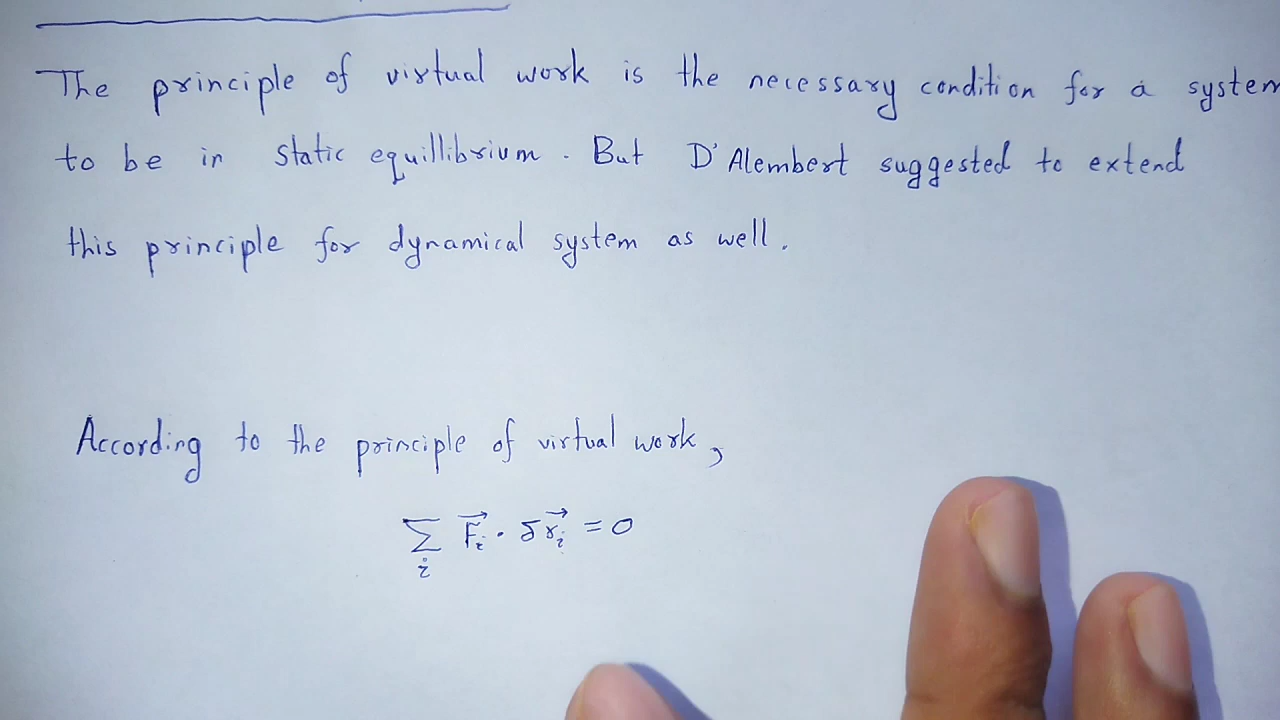 The principle of virtual work is the necessary condition for a system
to be in static equillibrium. But D'Alembert suggested to extend
this principle for dynamical system as well.
According to the principle of virtual work,
∑ᵢ F⃗ᵢ · δr⃗ᵢ = 0